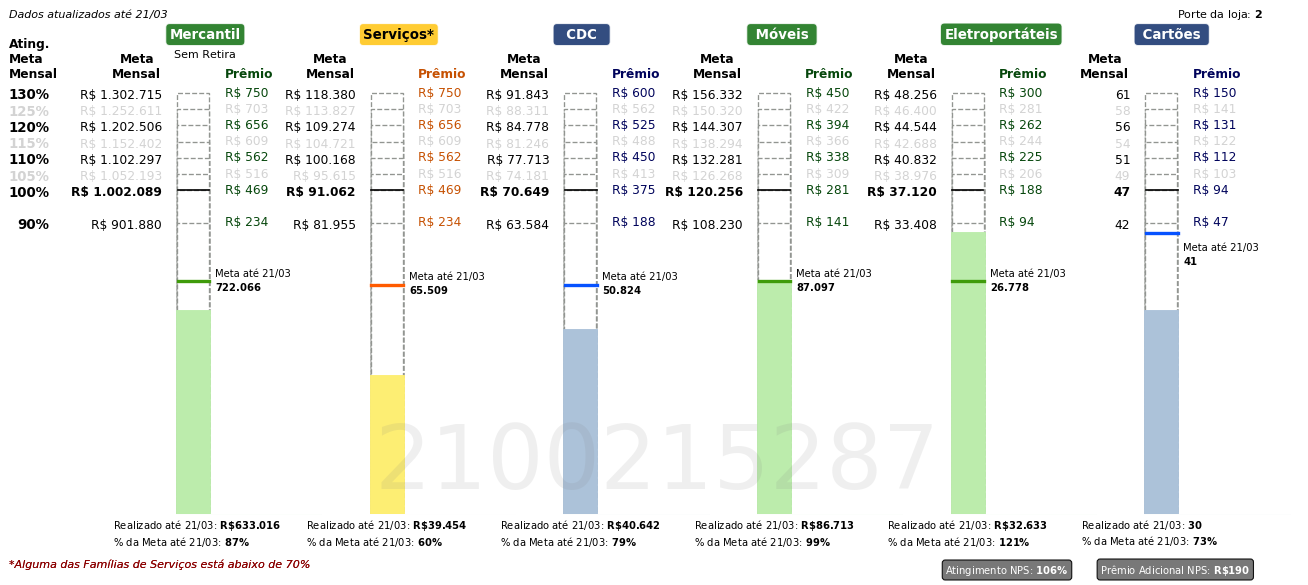 Dados atualizados até 21/03 Porte da loja: 2
Mercantil Serviços* CDC Móveis Eletroportáteis Cartões
Sem Retira
Ating. Meta Mensal Meta Mensal Prêmio Meta Mensal Prêmio Meta Mensal Prêmio Meta Mensal Prêmio Meta Mensal Prêmio Meta Mensal Prêmio
130% R$ 1.302.715 R$ 750 R$ 118.380 R$ 750 R$ 91.843 R$ 600 R$ 156.332 R$ 450 R$ 48.256 R$ 300 61 R$ 150
125% R$ 1.252.611 R$ 703 R$ 113.827 R$ 703 R$ 88.311 R$ 562 R$ 150.320 R$ 422 R$ 46.400 R$ 281 58 R$ 141
120% R$ 1.202.506 R$ 656 R$ 109.274 R$ 656 R$ 84.778 R$ 525 R$ 144.307 R$ 394 R$ 44.544 R$ 262 56 R$ 131
115% R$ 1.152.402 R$ 609 R$ 104.721 R$ 609 R$ 81.246 R$ 488 R$ 138.294 R$ 366 R$ 42.688 R$ 244 54 R$ 122
110% R$ 1.102.297 R$ 562 R$ 100.168 R$ 562 R$ 77.713 R$ 450 R$ 132.281 R$ 338 R$ 40.832 R$ 225 51 R$ 112
105% R$ 1.052.193 R$ 516 R$ 95.615 R$ 516 R$ 74.181 R$ 413 R$ 126.268 R$ 309 R$ 38.976 R$ 206 49 R$ 103
100% R$ 1.002.089 R$ 469 R$ 91.062 R$ 469 R$ 70.649 R$ 375 R$ 120.256 R$ 281 R$ 37.120 R$ 188 47 R$ 94
90% R$ 901.880 R$ 234 R$ 81.955 R$ 234 R$ 63.584 R$ 188 R$ 108.230 R$ 141 R$ 33.408 R$ 94 42 R$ 47
Meta até 21/03 Meta até 21/03 Meta até 21/03 Meta até 21/03 Meta até 21/03 Meta até 21/03
722.066 65.509 50.824 87.097 26.778 41
2100215287
Realizado até 21/03: R$633.016 Realizado até 21/03: R$39.454 Realizado até 21/03: R$40.642 Realizado até 21/03: R$86.713 Realizado até 21/03: R$32.633 Realizado até 21/03: 30
% da Meta até 21/03: 87% % da Meta até 21/03: 60% % da Meta até 21/03: 79% % da Meta até 21/03: 99% % da Meta até 21/03: 121% % da Meta até 21/03: 73%
*Alguma das Famílias de Serviços está abaixo de 70% Atingimento NPS: 106% Prêmio Adicional NPS: R$190